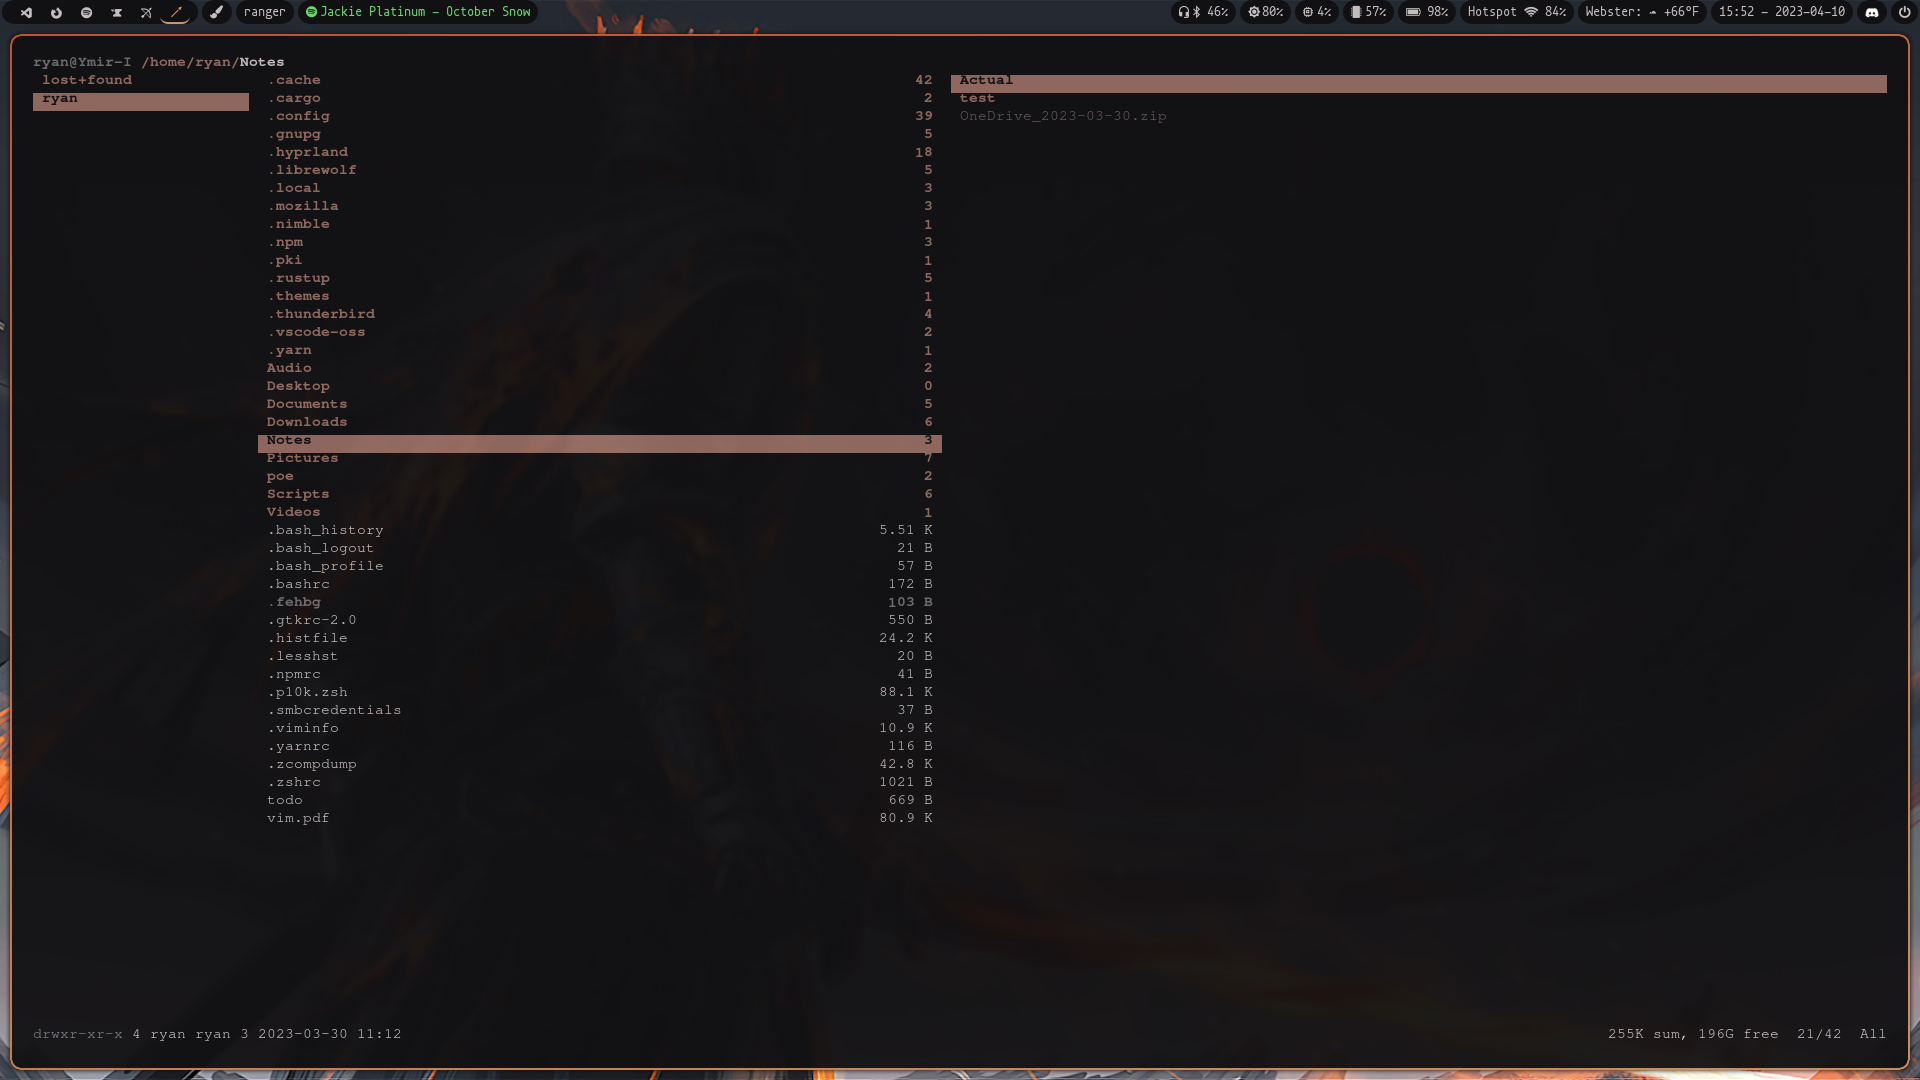 ranger Jackie Platinum – October Snow 46% 80% 4% 57% 98% Hotspot 84% Webster: +66°F 15:52 – 2023-04-10
ryan@Ymir-I /home/ryan/Notes
lost+found .cache 42 Actual
ryan .cargo 2 test
.config 39 OneDrive_2023-03-30.zip
.gnupg 5
.hyprland 18
.librewolf 5
.local 3
.mozilla 3
.nimble 1
.npm 3
.pki 1
.rustup 5
.themes 1
.thunderbird 4
.vscode-oss 2
.yarn 1
Audio 2
Desktop 0
Documents 5
Downloads 6
Notes 3
Pictures 7
poe 2
Scripts 6
Videos 1
.bash_history 5.51 K
.bash_logout 21 B
.bash_profile 57 B
.bashrc 172 B
.fehbg 103 B
.gtkrc-2.0 550 B
.histfile 24.2 K
.lesshst 20 B
.npmrc 41 B
.p10k.zsh 88.1 K
.smbcredentials 37 B
.viminfo 10.9 K
.yarnrc 116 B
.zcompdump 42.8 K
.zshrc 1021 B
todo 669 B
vim.pdf 80.9 K
drwxr-xr-x 4 ryan ryan 3 2023-03-30 11:12 255K sum, 196G free 21/42 All